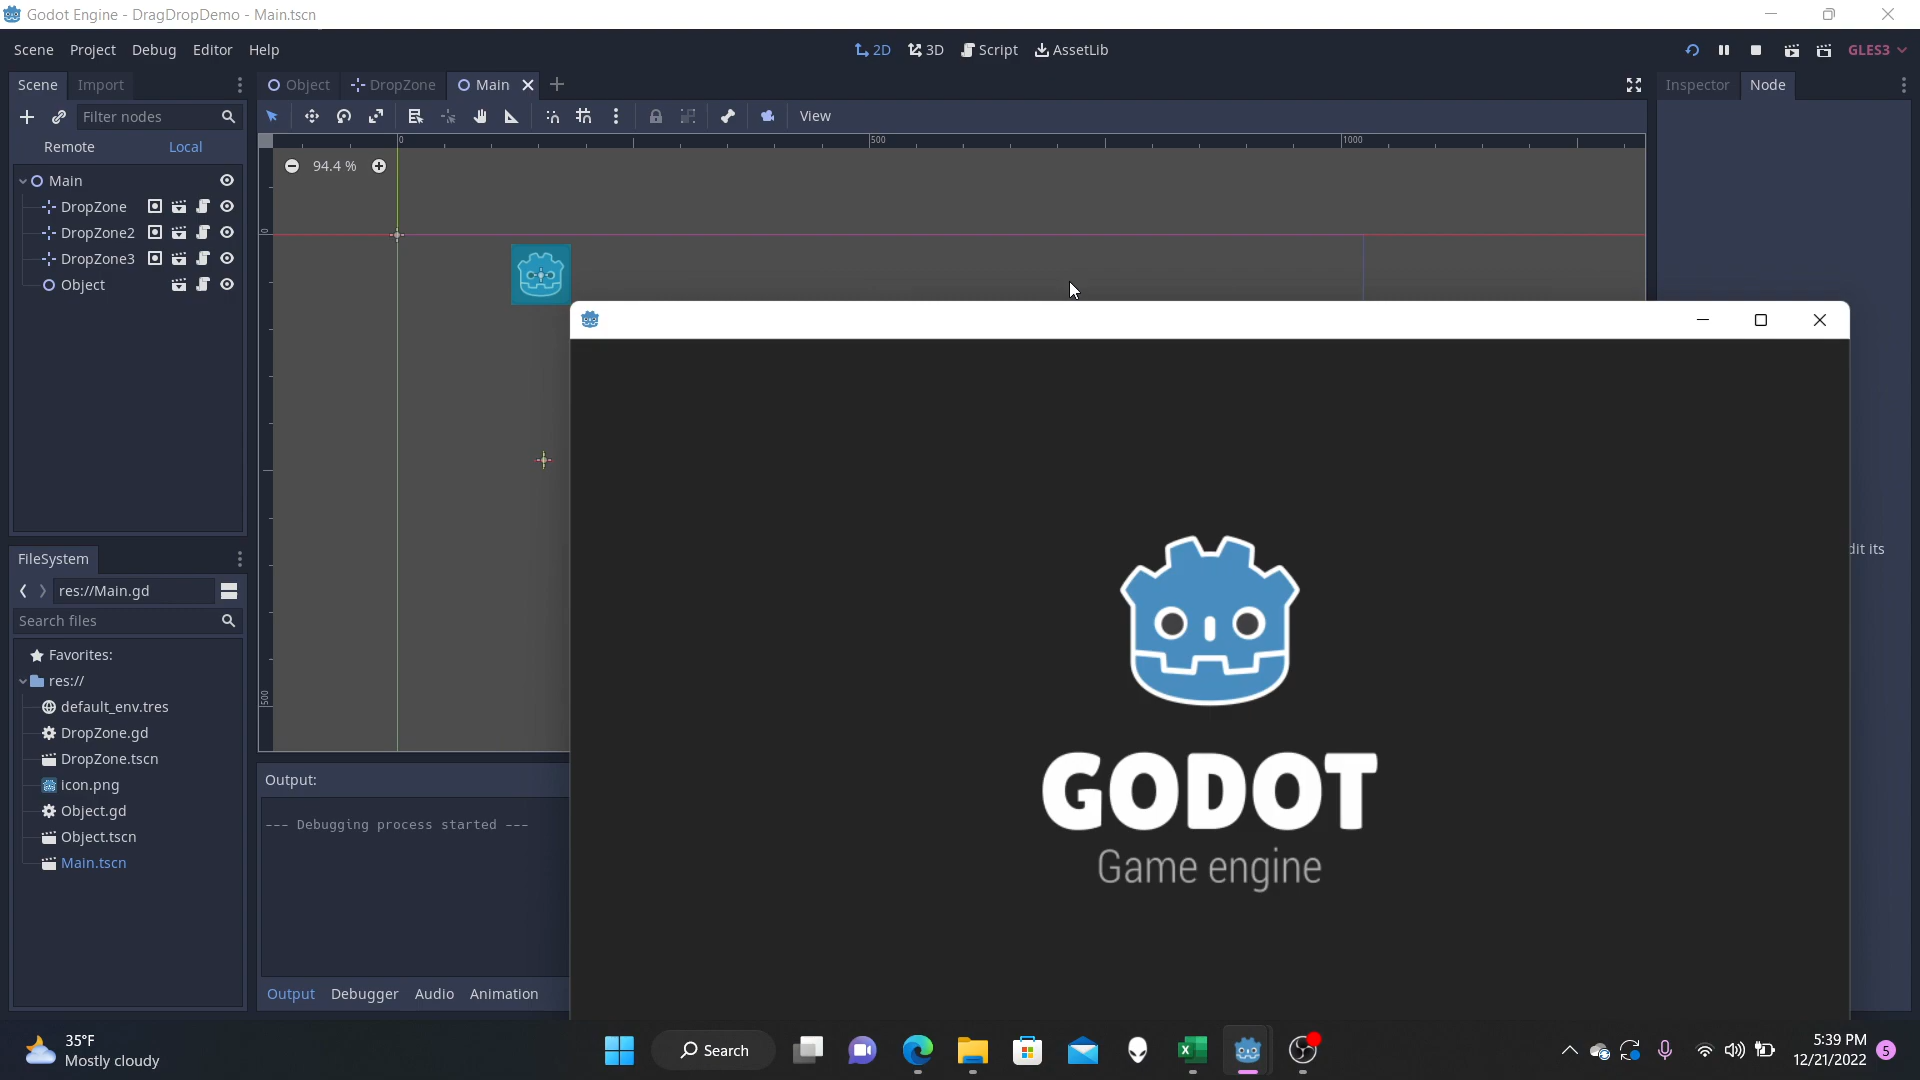 Godot Engine - DragDropDemo - Main.tscn
Scene Project Debug Editor Help
2D 3D Script AssetLib
GLES3
Scene Import
Object DropZone Main
Inspector Node
Filter nodes
View
Remote Local
0 500 1000
94.4 %
Main
DropZone
DropZone2
DropZone3
Object
0
500
FileSystem
res://Main.gd
Search files
Favorites:
res://
default_env.tres
DropZone.gd
DropZone.tscn
icon.png
Object.gd
Object.tscn
Main.tscn
dit its
GODOT
Game engine
Output:
--- Debugging process started ---
Output Debugger Audio Animation
35°F
Mostly cloudy
Search
5:39 PM
12/21/2022
5